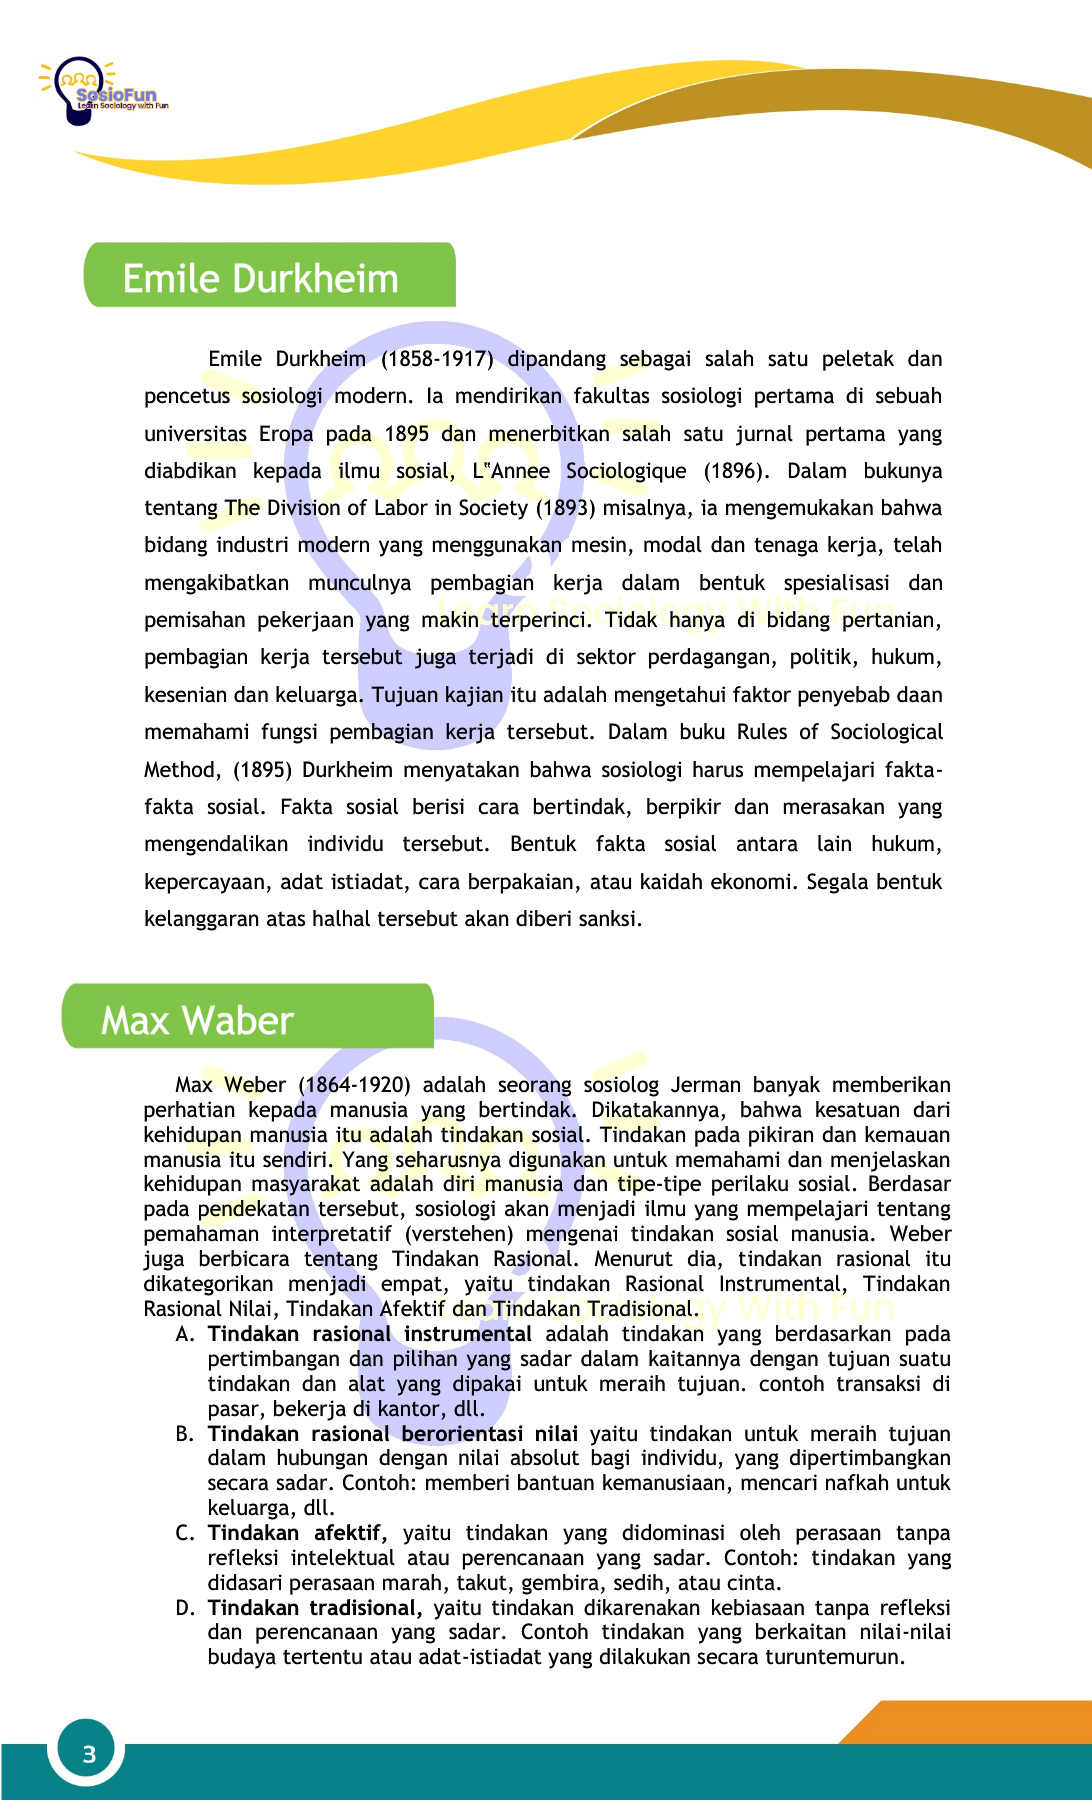 SosioFun
Learn Sociology with Fun
Emile Durkheim
Emile Durkheim (1858-1917) dipandang sebagai salah satu peletak dan
pencetus sosiologi modern. Ia mendirikan fakultas sosiologi pertama di sebuah
universitas Eropa pada 1895 dan menerbitkan salah satu jurnal pertama yang
diabdikan kepada ilmu sosial, L‟Annee Sociologique (1896). Dalam bukunya
tentang The Division of Labor in Society (1893) misalnya, ia mengemukakan bahwa
bidang industri modern yang menggunakan mesin, modal dan tenaga kerja, telah
mengakibatkan munculnya pembagian kerja dalam bentuk spesialisasi dan
pemisahan pekerjaan yang makin terperinci. Tidak hanya di bidang pertanian,
pembagian kerja tersebut juga terjadi di sektor perdagangan, politik, hukum,
kesenian dan keluarga. Tujuan kajian itu adalah mengetahui faktor penyebab daan
memahami fungsi pembagian kerja tersebut. Dalam buku Rules of Sociological
Method, (1895) Durkheim menyatakan bahwa sosiologi harus mempelajari fakta-
fakta sosial. Fakta sosial berisi cara bertindak, berpikir dan merasakan yang
mengendalikan individu tersebut. Bentuk fakta sosial antara lain hukum,
kepercayaan, adat istiadat, cara berpakaian, atau kaidah ekonomi. Segala bentuk
kelanggaran atas halhal tersebut akan diberi sanksi.
Learn Sociology With Fun
Max Waber
Max Weber (1864-1920) adalah seorang sosiolog Jerman banyak memberikan
perhatian kepada manusia yang bertindak. Dikatakannya, bahwa kesatuan dari
kehidupan manusia itu adalah tindakan sosial. Tindakan pada pikiran dan kemauan
manusia itu sendiri. Yang seharusnya digunakan untuk memahami dan menjelaskan
kehidupan masyarakat adalah diri manusia dan tipe-tipe perilaku sosial. Berdasar
pada pendekatan tersebut, sosiologi akan menjadi ilmu yang mempelajari tentang
pemahaman interpretatif (verstehen) mengenai tindakan sosial manusia. Weber
juga berbicara tentang Tindakan Rasional. Menurut dia, tindakan rasional itu
dikategorikan menjadi empat, yaitu tindakan Rasional Instrumental, Tindakan
Rasional Nilai, Tindakan Afektif dan Tindakan Tradisional.
Learn Sociology With Fun
A. Tindakan rasional instrumental adalah tindakan yang berdasarkan pada
pertimbangan dan pilihan yang sadar dalam kaitannya dengan tujuan suatu
tindakan dan alat yang dipakai untuk meraih tujuan. contoh transaksi di
pasar, bekerja di kantor, dll.
B. Tindakan rasional berorientasi nilai yaitu tindakan untuk meraih tujuan
dalam hubungan dengan nilai absolut bagi individu, yang dipertimbangkan
secara sadar. Contoh: memberi bantuan kemanusiaan, mencari nafkah untuk
keluarga, dll.
C. Tindakan afektif, yaitu tindakan yang didominasi oleh perasaan tanpa
refleksi intelektual atau perencanaan yang sadar. Contoh: tindakan yang
didasari perasaan marah, takut, gembira, sedih, atau cinta.
D. Tindakan tradisional, yaitu tindakan dikarenakan kebiasaan tanpa refleksi
dan perencanaan yang sadar. Contoh tindakan yang berkaitan nilai-nilai
budaya tertentu atau adat-istiadat yang dilakukan secara turuntemurun.
3